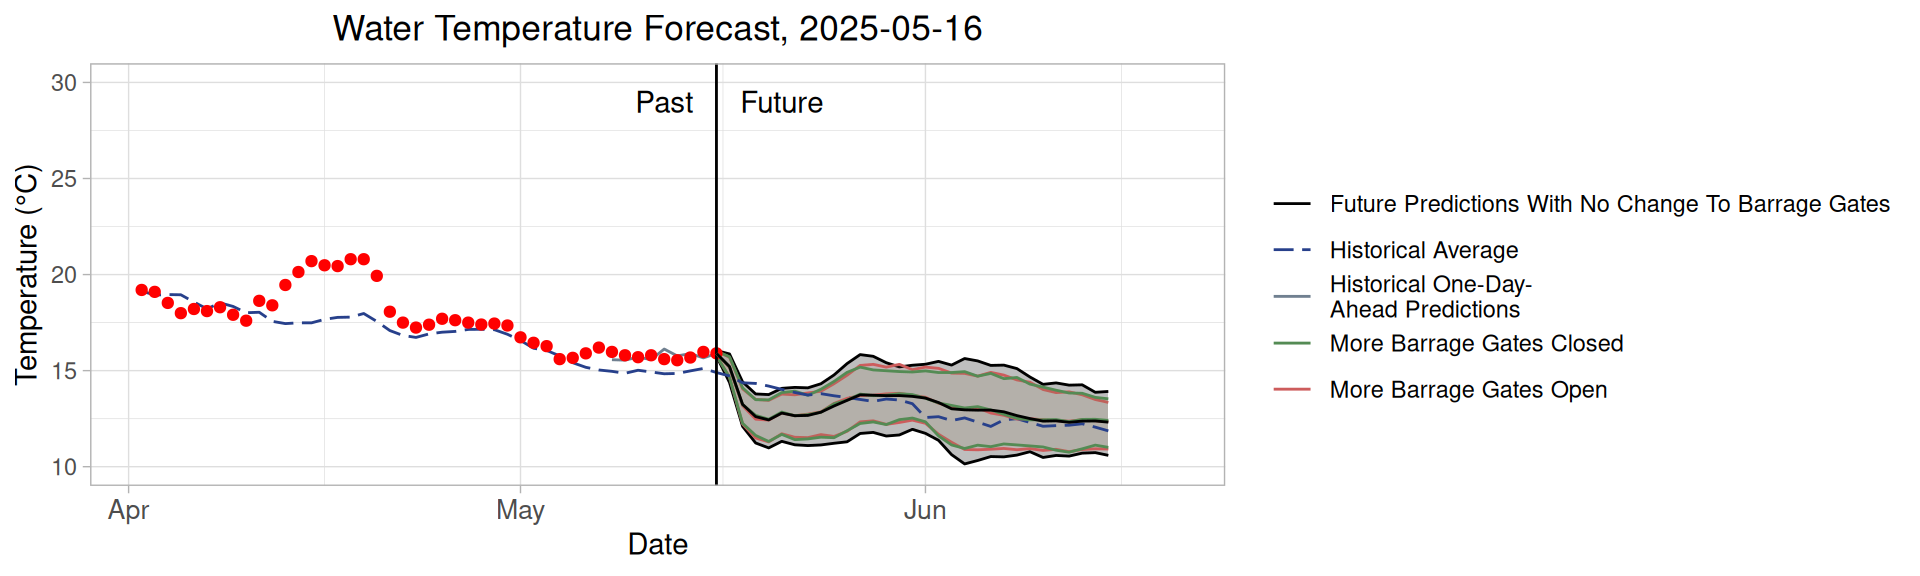 Water Temperature Forecast, 2025-05-16
30
25
20
15
10
Temperature (°C)
Past
Future
Apr
May
Jun
Date
Future Predictions With No Change To Barrage Gates
Historical Average
Historical One-Day-
Ahead Predictions
More Barrage Gates Closed
More Barrage Gates Open